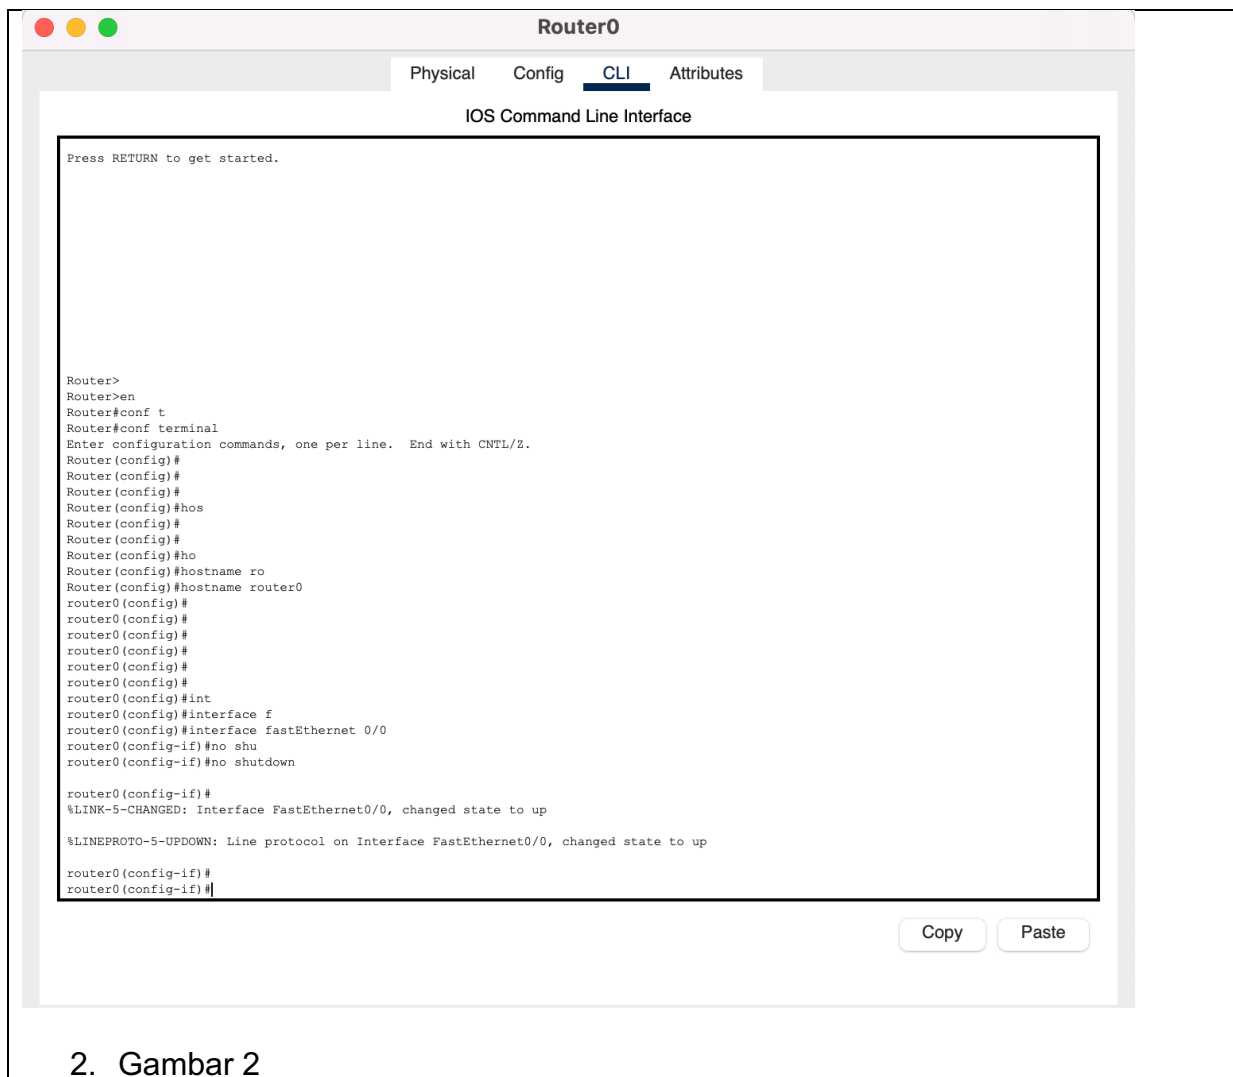 Router0
Physical Config CLI Attributes
IOS Command Line Interface
Press RETURN to get started.
Router>
Router>en
Router#conf t
Router#conf terminal
Enter configuration commands, one per line.  End with CNTL/Z.
Router(config)#
Router(config)#
Router(config)#
Router(config)#hos
Router(config)#
Router(config)#
Router(config)#ho
Router(config)#hostname ro
Router(config)#hostname router0
router0(config)#
router0(config)#
router0(config)#
router0(config)#
router0(config)#
router0(config)#
router0(config)#int
router0(config)#interface f
router0(config)#interface fastEthernet 0/0
router0(config-if)#no shu
router0(config-if)#no shutdown
router0(config-if)#
%LINK-5-CHANGED: Interface FastEthernet0/0, changed state to up
%LINEPROTO-5-UPDOWN: Line protocol on Interface FastEthernet0/0, changed state to up
router0(config-if)#
router0(config-if)#
Copy Paste
2. Gambar 2